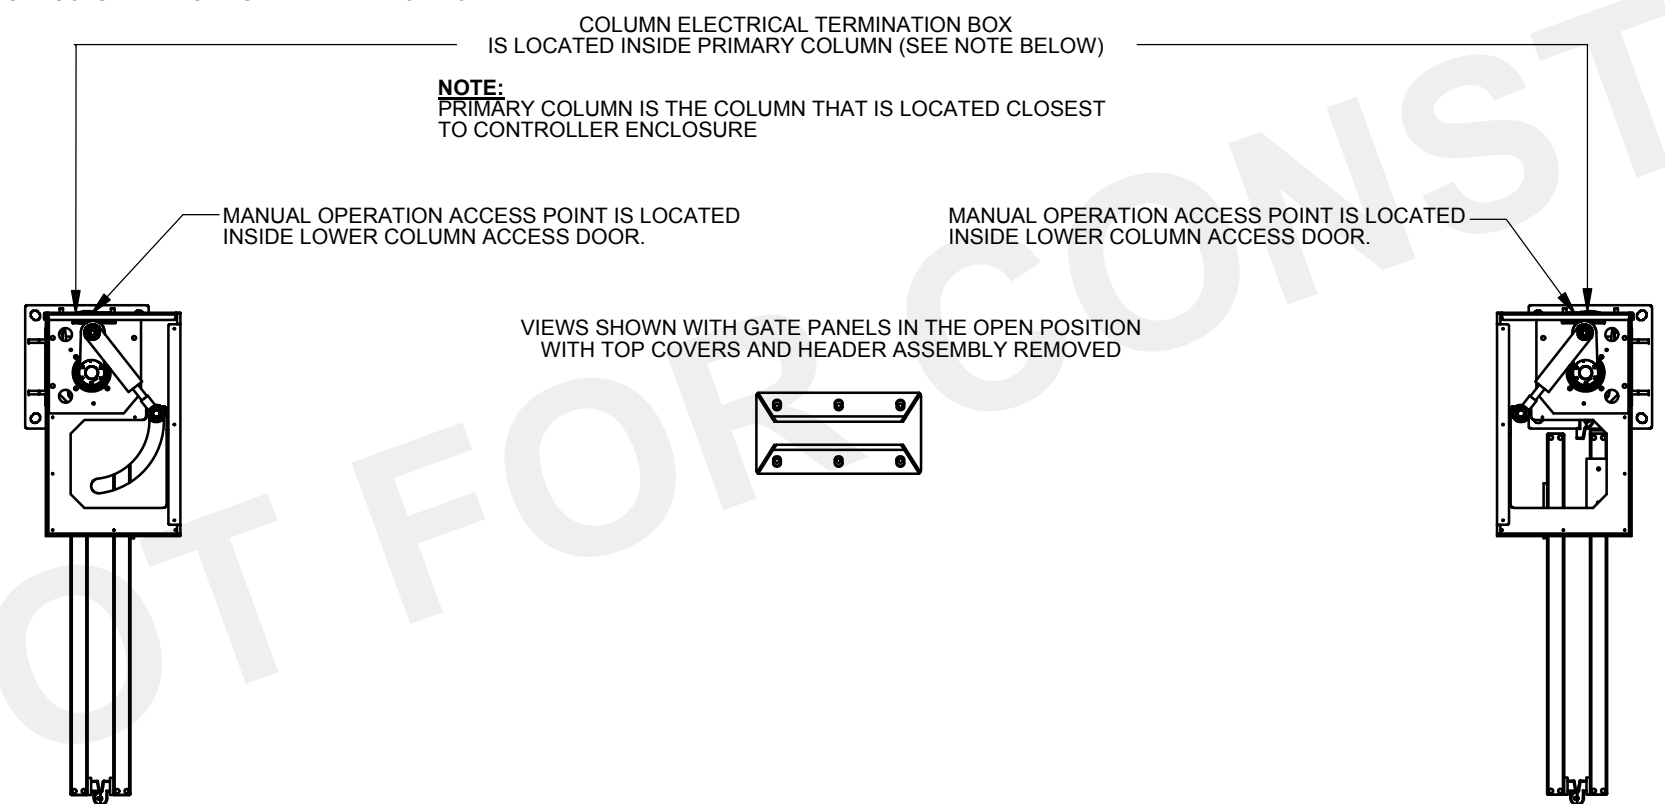 COLUMN ELECTRICAL TERMINATION BOX
IS LOCATED INSIDE PRIMARY COLUMN (SEE NOTE BELOW)
NOTE:
PRIMARY COLUMN IS THE COLUMN THAT IS LOCATED CLOSEST
TO CONTROLLER ENCLOSURE
MANUAL OPERATION ACCESS POINT IS LOCATED
INSIDE LOWER COLUMN ACCESS DOOR.
MANUAL OPERATION ACCESS POINT IS LOCATED
INSIDE LOWER COLUMN ACCESS DOOR.
VIEWS SHOWN WITH GATE PANELS IN THE OPEN POSITION
WITH TOP COVERS AND HEADER ASSEMBLY REMOVED
OT FOR CONST